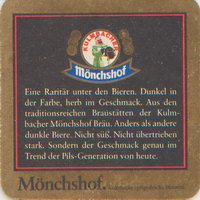 KULMBACHER
Mönchshof
Eine Rarität unter den Bieren. Dunkel in
der Farbe, herb im Geschmack. Aus den
traditionsreichen Braustätten der Kulm-
bacher Mönchshof Bräu. Anders als andere
dunkle Biere. Nicht süß. Nicht übertrieben
stark. Sondern der Geschmack genau im
Trend der Pils-Generation von heute.
Mönchshof.